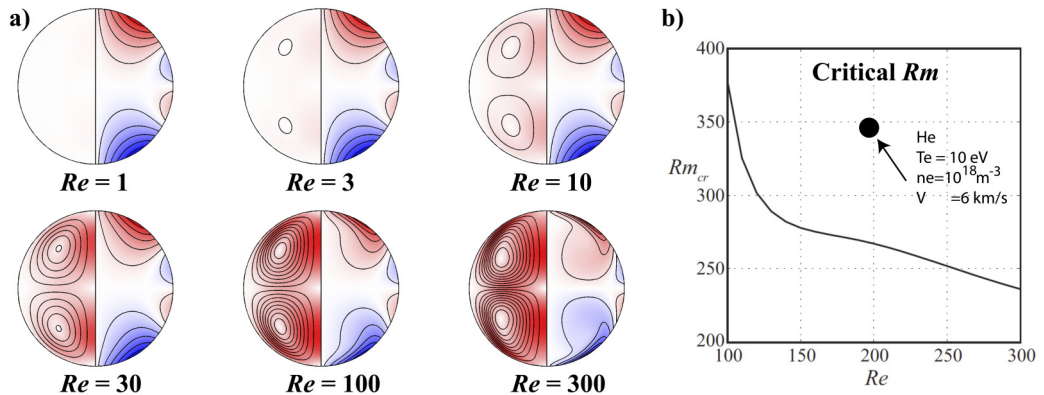 a)
Re = 1
Re = 3
Re = 10
Re = 30
Re = 100
Re = 300
b)
Critical Rm
400
350
300
250
200
Rmcr
He
Te = 10 eV
ne=10¹⁸m⁻³
V =6 km/s
100
150
200
250
300
Re